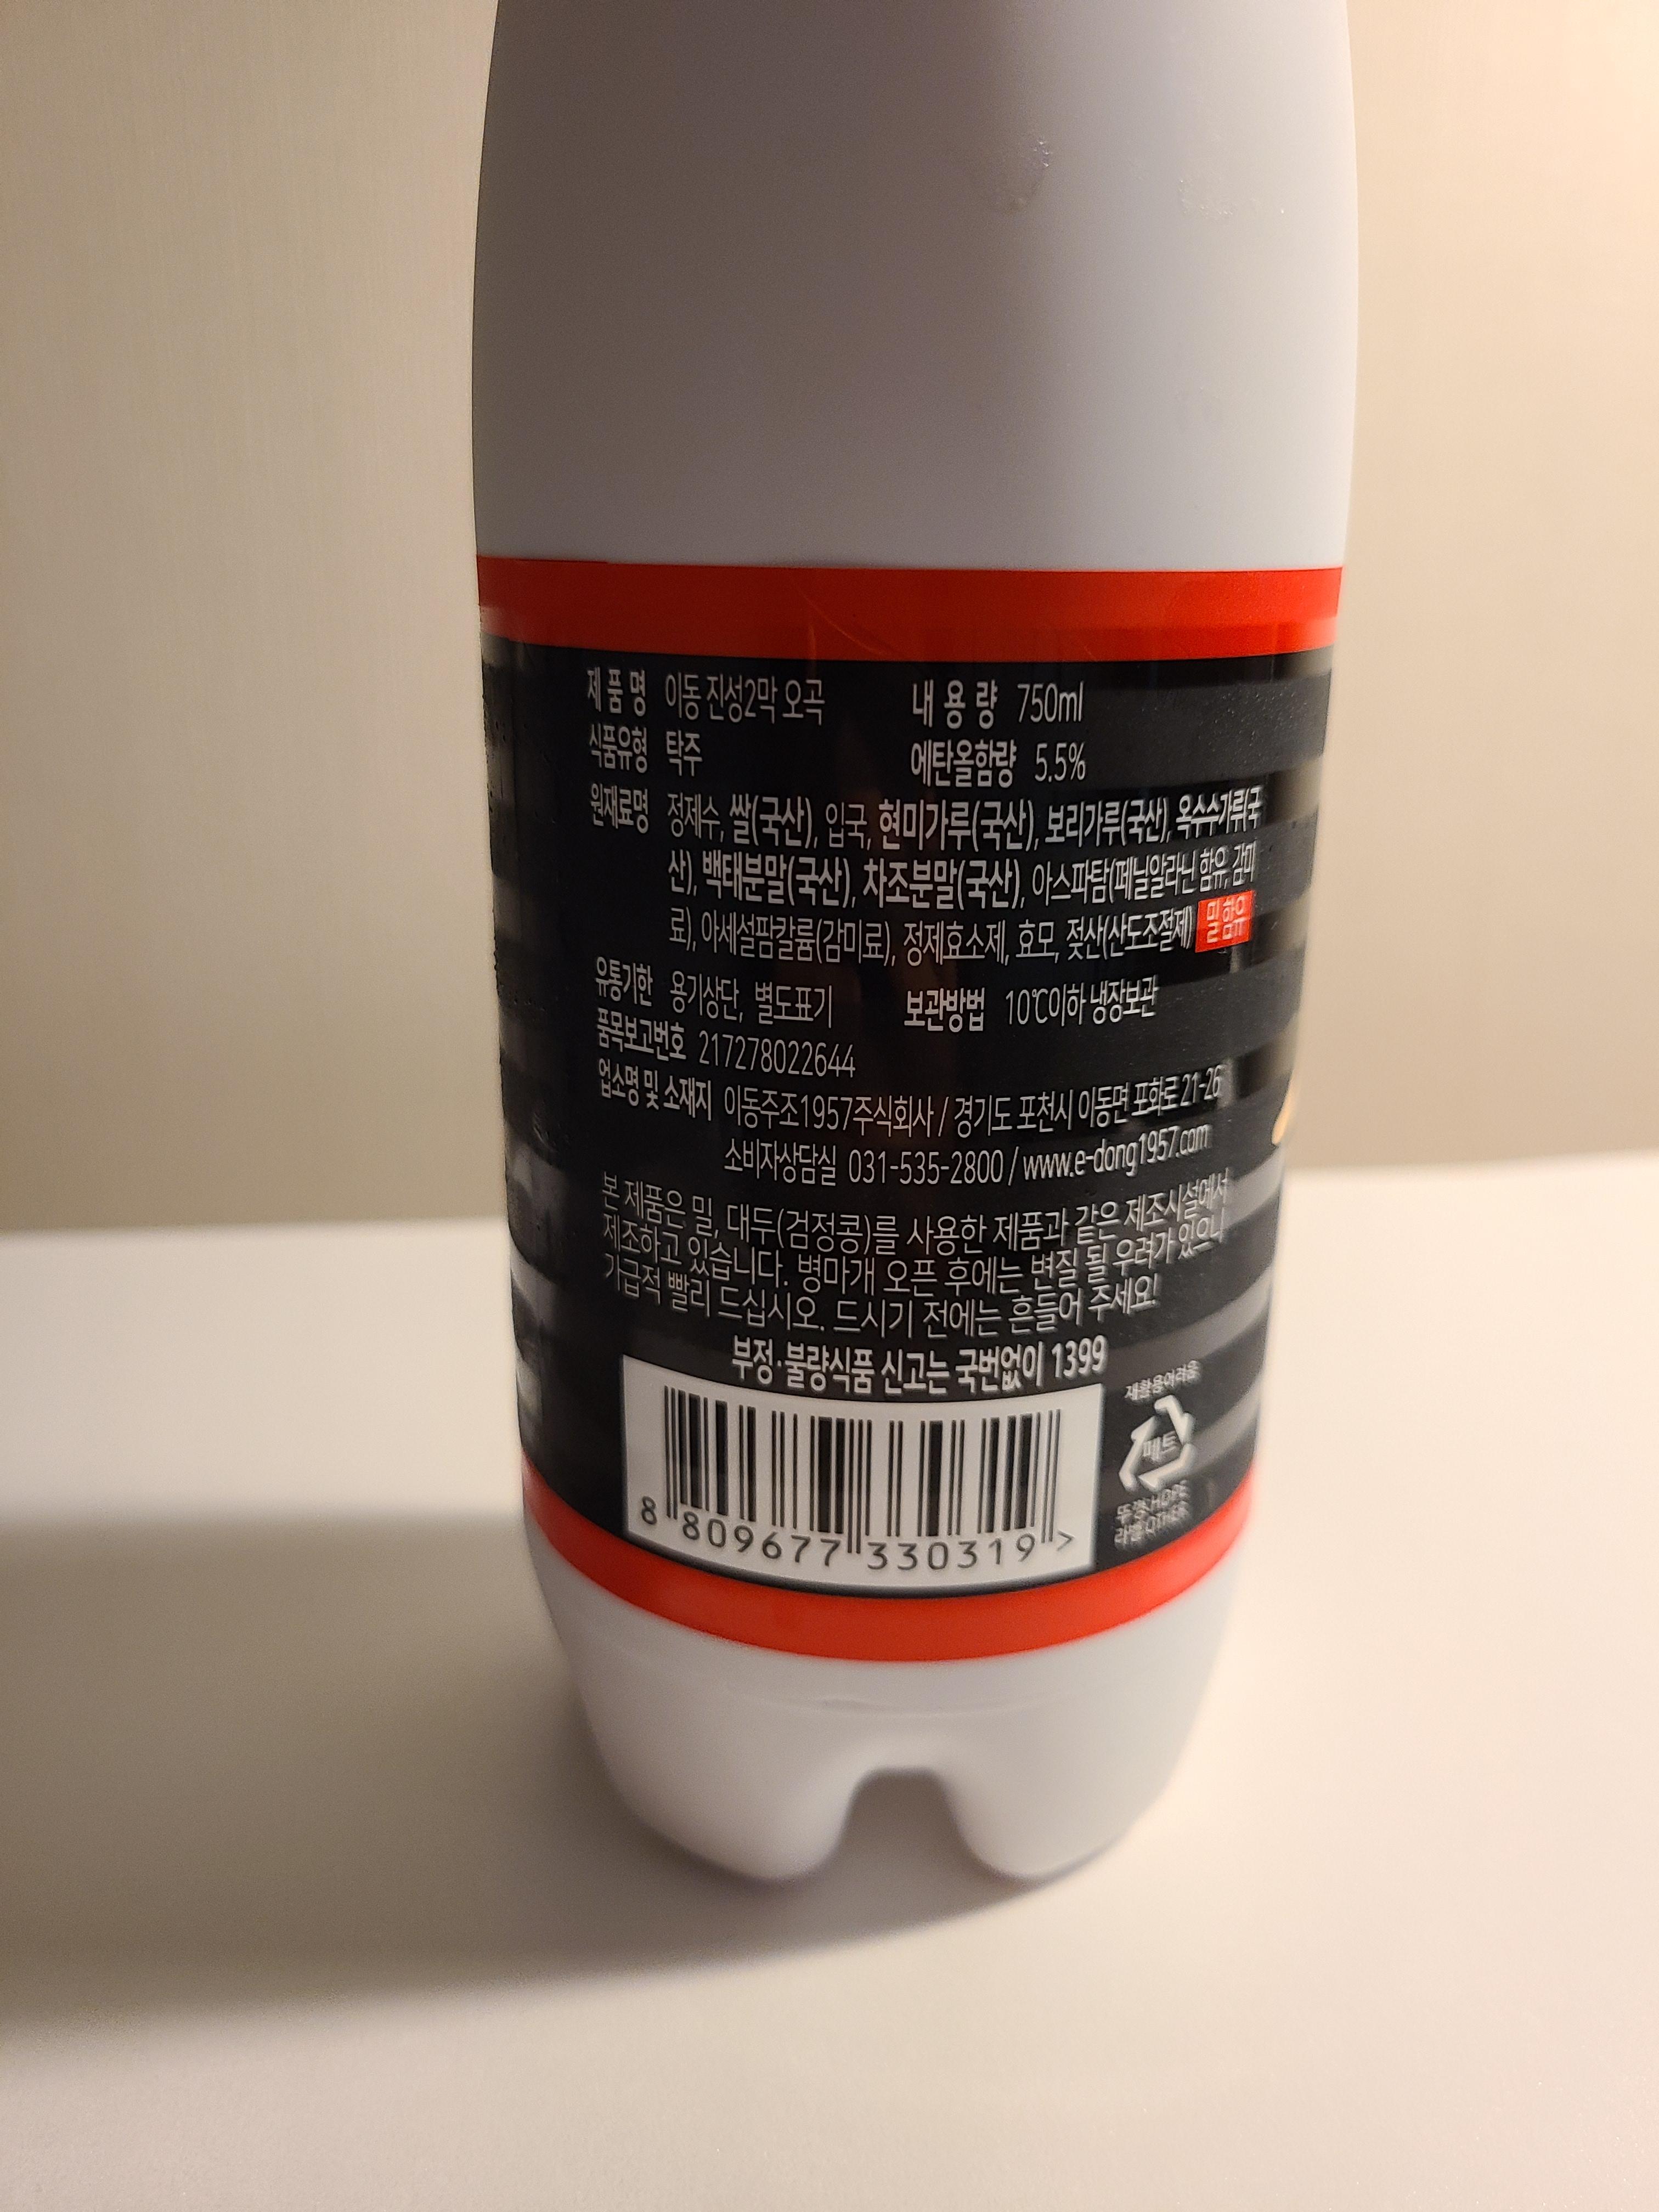 제 품 명 이동 진성2막 오곡 내 용 량 750ml
식품유형 탁주 에탄올함량 5.5%
원재료명 정제수, 쌀(국산), 입국, 현미가루(국산), 보리가루(국산), 옥수수가루(국
산), 백태분말(국산), 차조분말(국산), 아스파탐(페닐알라닌 함유, 감미
료), 아세설팜칼륨(감미료), 정제효소제, 효모, 젖산(산도조절제) 밀 함유
유통기한 용기상단, 별도표기 보관방법 10℃이하 냉장보관
품목보고번호 217278022644
업소명 및 소재지 이동주조1957주식회사 / 경기도 포천시 이동면 포화로 21-26
소비자상담실 031-535-2800 / www.e-dong1957.com
본 제품은 밀, 대두(검정콩)를 사용한 제품과 같은 제조시설에서
제조하고 있습니다. 병마개 오픈 후에는 변질 될 우려가 있으니
가급적 빨리 드십시오. 드시기 전에는 흔들어 주세요!
부정·불량식품 신고는 국번없이 1399
재활용어려움
페트
뚜껑:HDPE
라벨:OTHER
8 809677 330319 >